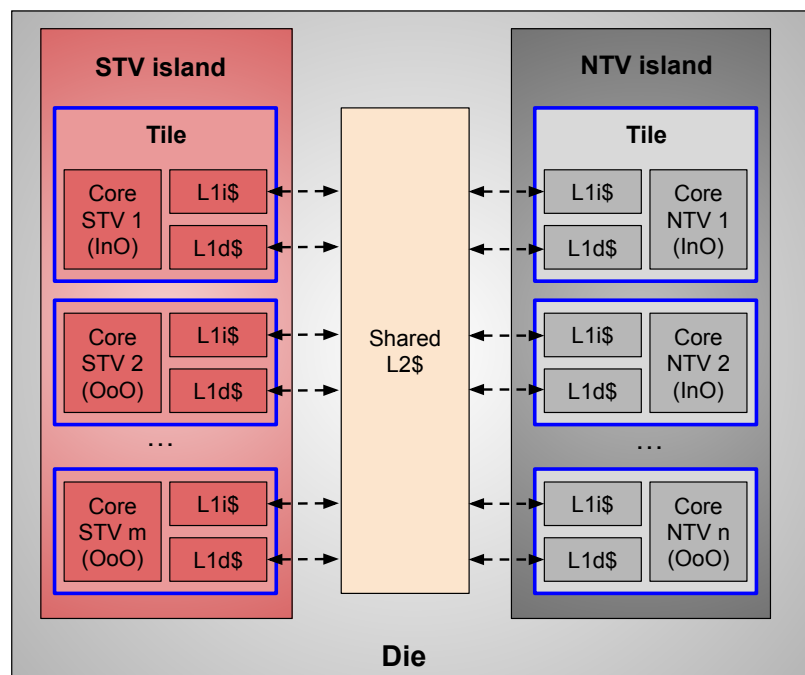 STV island
NTV island
Tile
Core
STV 1
(InO)
L1i$
L1d$
Core
STV 2
(OoO)
L1i$
L1d$
...
Core
STV m
(OoO)
L1i$
L1d$
Shared
L2$
Tile
L1i$
L1d$
Core
NTV 1
(InO)
L1i$
L1d$
Core
NTV 2
(InO)
...
L1i$
L1d$
Core
NTV n
(OoO)
Die